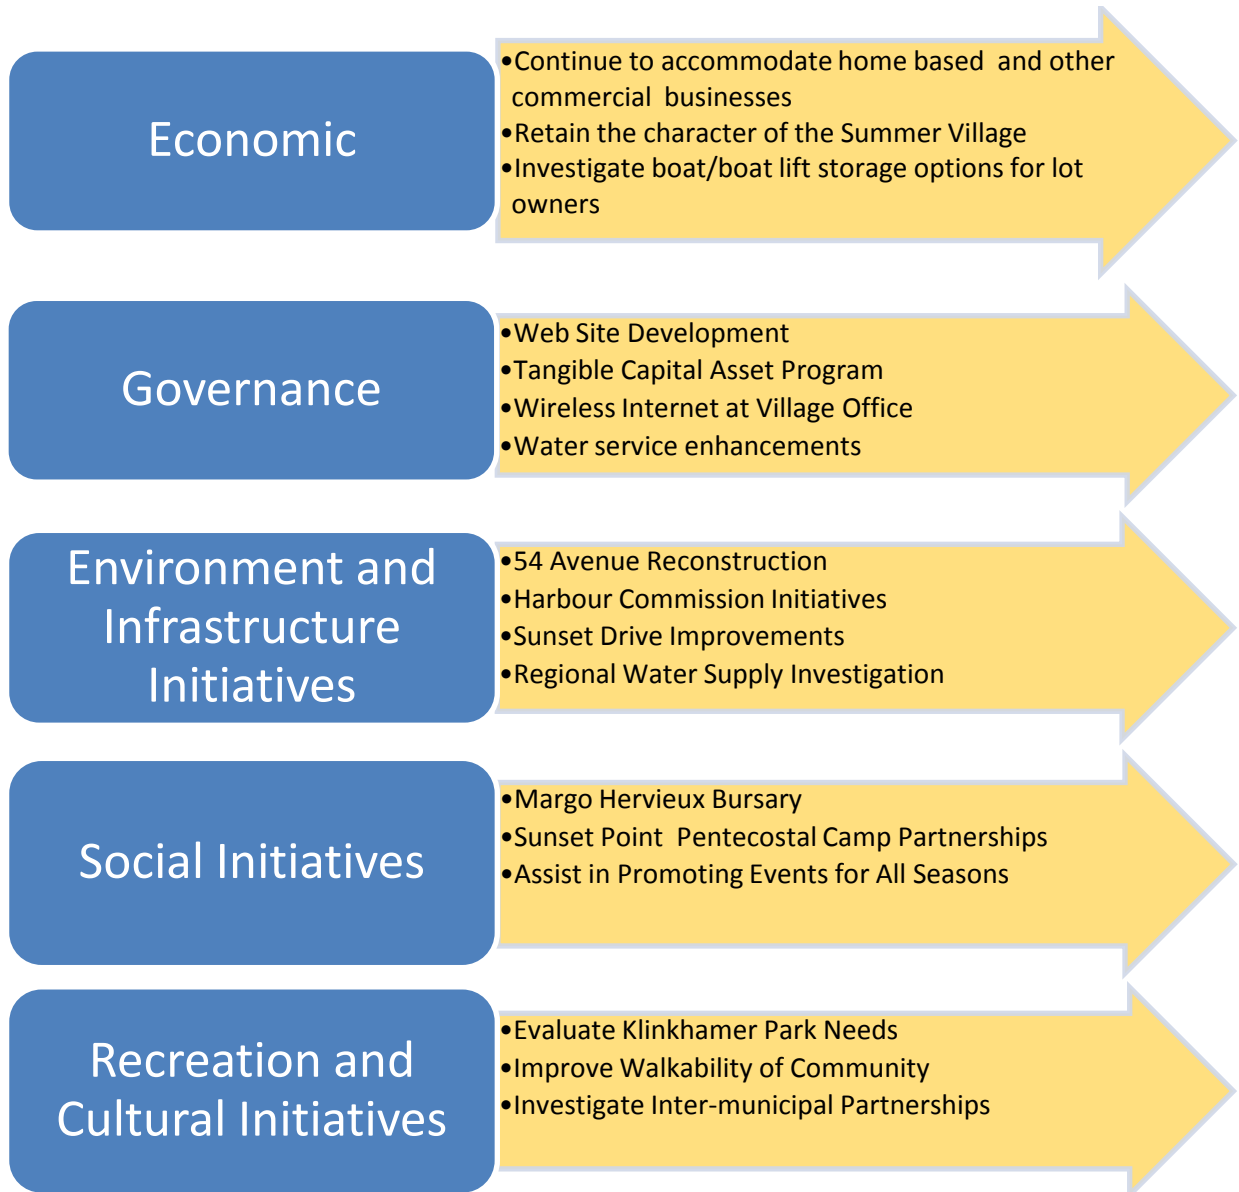 Economic
•Continue to accommodate home based and other
commercial businesses
•Retain the character of the Summer Village
•Investigate boat/boat lift storage options for lot
owners
Governance
•Web Site Development
•Tangible Capital Asset Program
•Wireless Internet at Village Office
•Water service enhancements
Environment and
Infrastructure
Initiatives
•54 Avenue Reconstruction
•Harbour Commission Initiatives
•Sunset Drive Improvements
•Regional Water Supply Investigation
Social Initiatives
•Margo Hervieux Bursary
•Sunset Point Pentecostal Camp Partnerships
•Assist in Promoting Events for All Seasons
Recreation and
Cultural Initiatives
•Evaluate Klinkhamer Park Needs
•Improve Walkability of Community
•Investigate Inter-municipal Partnerships